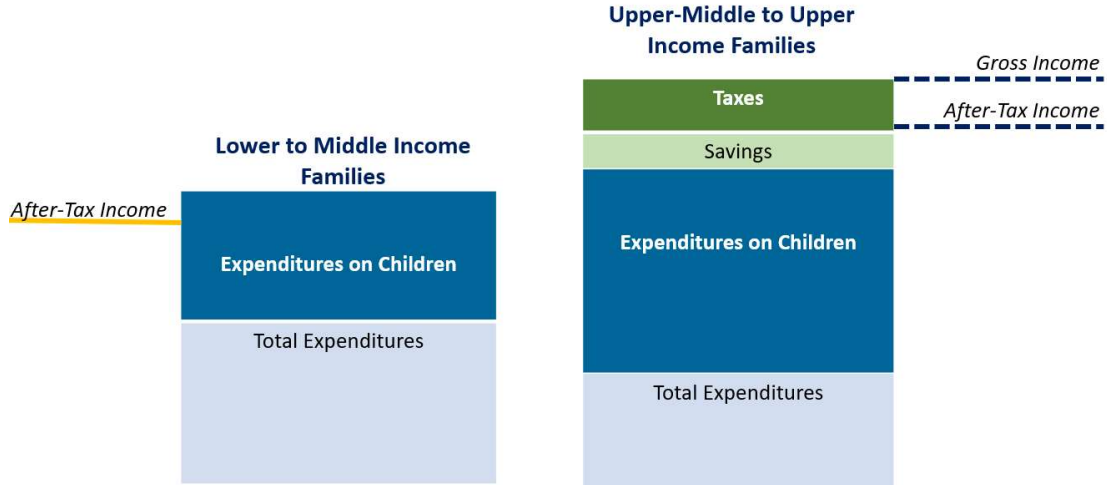 Lower to Middle Income
Families
After-Tax Income
Expenditures on Children
Total Expenditures
Upper-Middle to Upper
Income Families
Gross Income
Taxes
After-Tax Income
Savings
Expenditures on Children
Total Expenditures